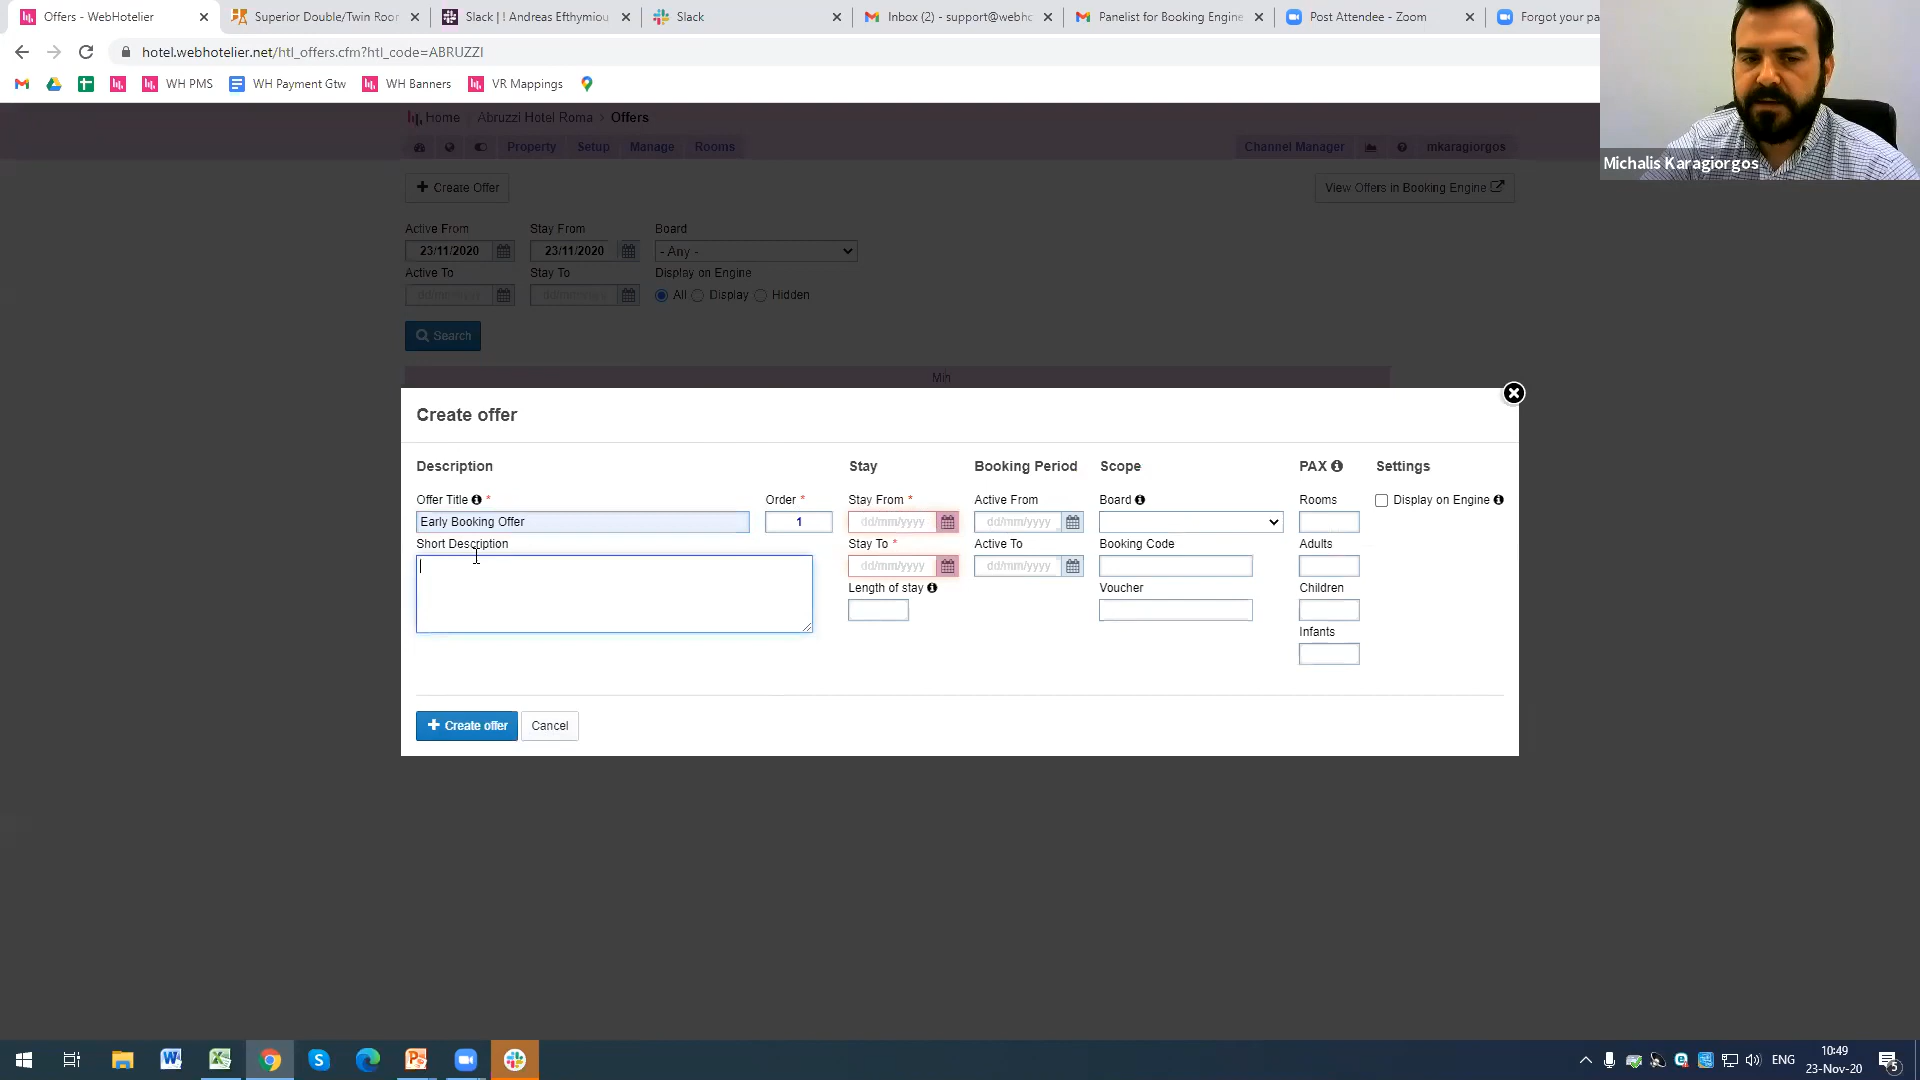 Offers - WebHotelier
Superior Double/Twin Roor
Slack | ! Andreas Efthymiou
Slack
Inbox (2) - support@webhc
Panelist for Booking Engine
Post Attendee - Zoom
Forgot your pa
hotel.webhotelier.net/htl_offers.cfm?htl_code=ABRUZZI
WH PMS
WH Payment Gtw
WH Banners
VR Mappings
Michalis Karagiorgos
Home
Abruzzi Hotel Roma > Offers
Property
Setup
Manage
Rooms
Channel Manager
mkaragiorgos
+ Create Offer
View Offers in Booking Engine
Active From
Stay From
Board
23/11/2020
23/11/2020
- Any -
Active To
Stay To
Display on Engine
dd/mm/yyyy
dd/mm/yyyy
All
Display
Hidden
Search
Min
Create offer
Description
Stay
Booking Period
Scope
PAX
Settings
Offer Title *
Order *
Stay From *
Active From
Board
Rooms
Display on Engine
Early Booking Offer
1
dd/mm/yyyy
dd/mm/yyyy
Short Description
Stay To *
Active To
Booking Code
Adults
dd/mm/yyyy
dd/mm/yyyy
Length of stay
Voucher
Children
Infants
+ Create offer
Cancel
ENG
10:49
23-Nov-20
5